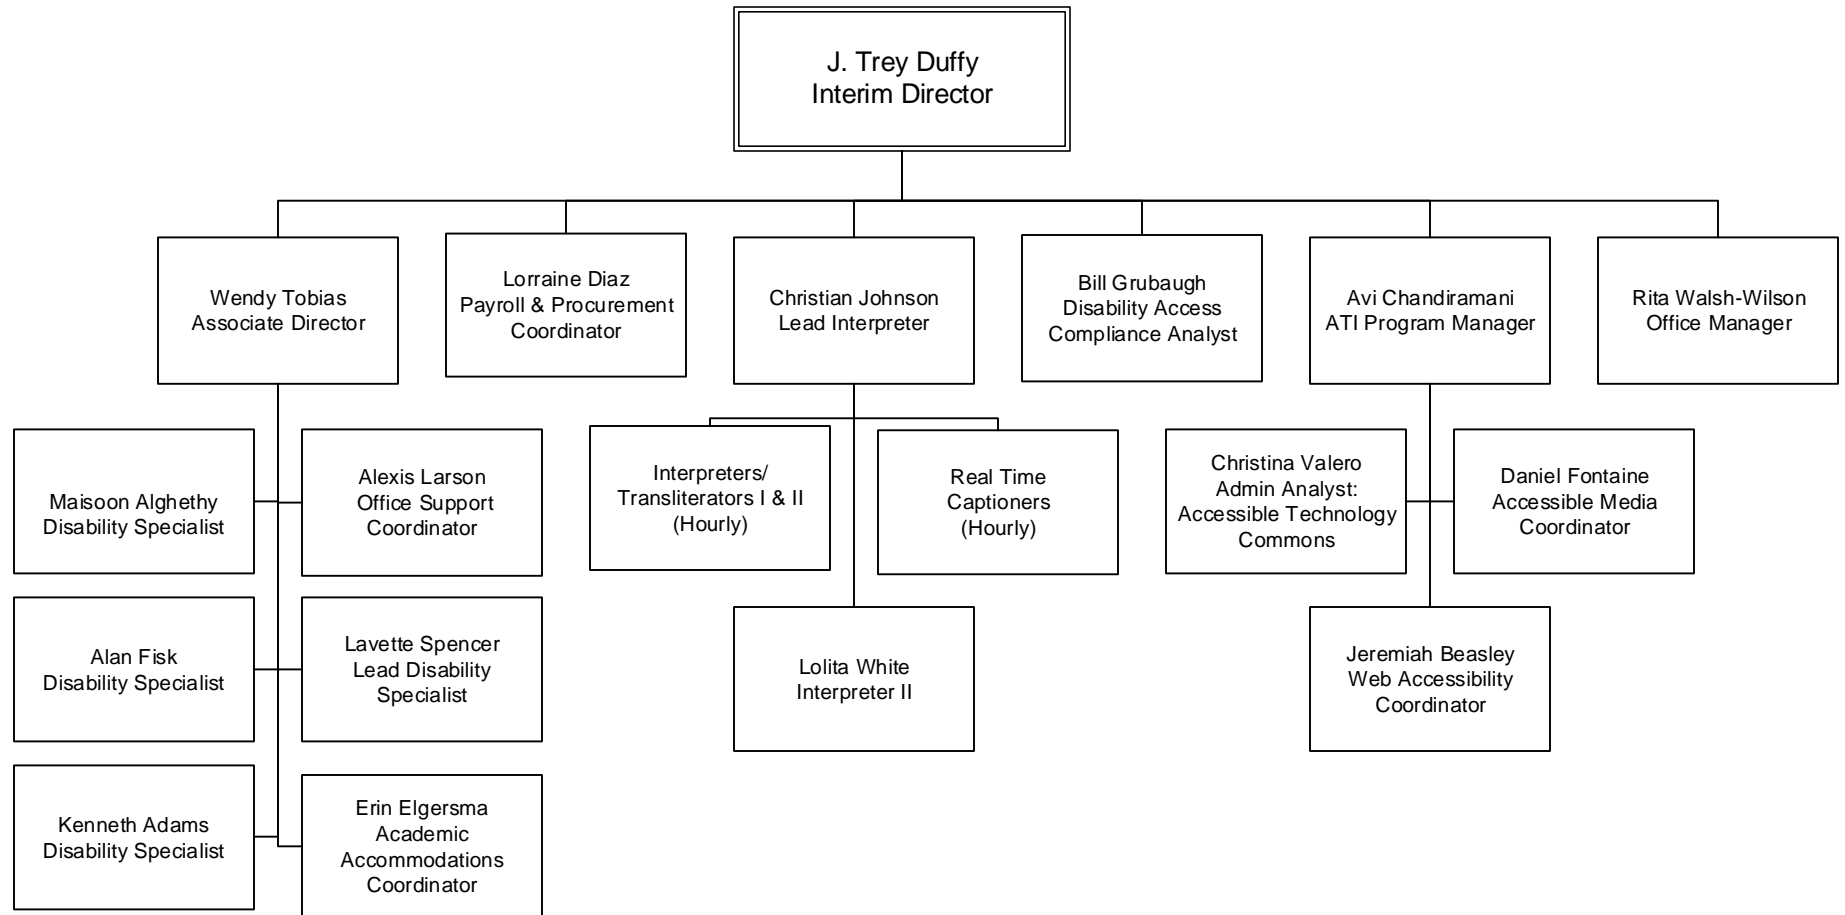 J. Trey Duffy
Interim Director
Wendy Tobias
Associate Director
Lorraine Diaz
Payroll & Procurement
Coordinator
Christian Johnson
Lead Interpreter
Bill Grubaugh
Disability Access
Compliance Analyst
Avi Chandiramani
ATI Program Manager
Rita Walsh-Wilson
Office Manager
Maisoon Alghethy
Disability Specialist
Alexis Larson
Office Support
Coordinator
Interpreters/
Transliterators I & II
(Hourly)
Real Time
Captioners
(Hourly)
Christina Valero
Admin Analyst:
Accessible Technology
Commons
Daniel Fontaine
Accessible Media
Coordinator
Alan Fisk
Disability Specialist
Lavette Spencer
Lead Disability
Specialist
Lolita White
Interpreter II
Jeremiah Beasley
Web Accessibility
Coordinator
Kenneth Adams
Disability Specialist
Erin Elgersma
Academic
Accommodations
Coordinator